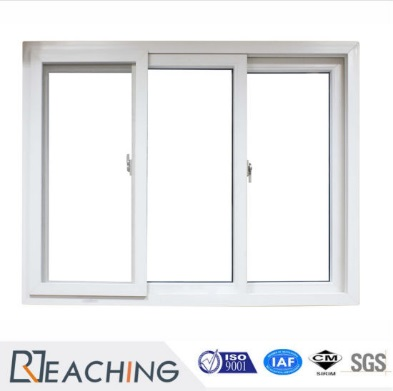 REACHING
ISO
9001
IAF
CM
SIRIM
SGS